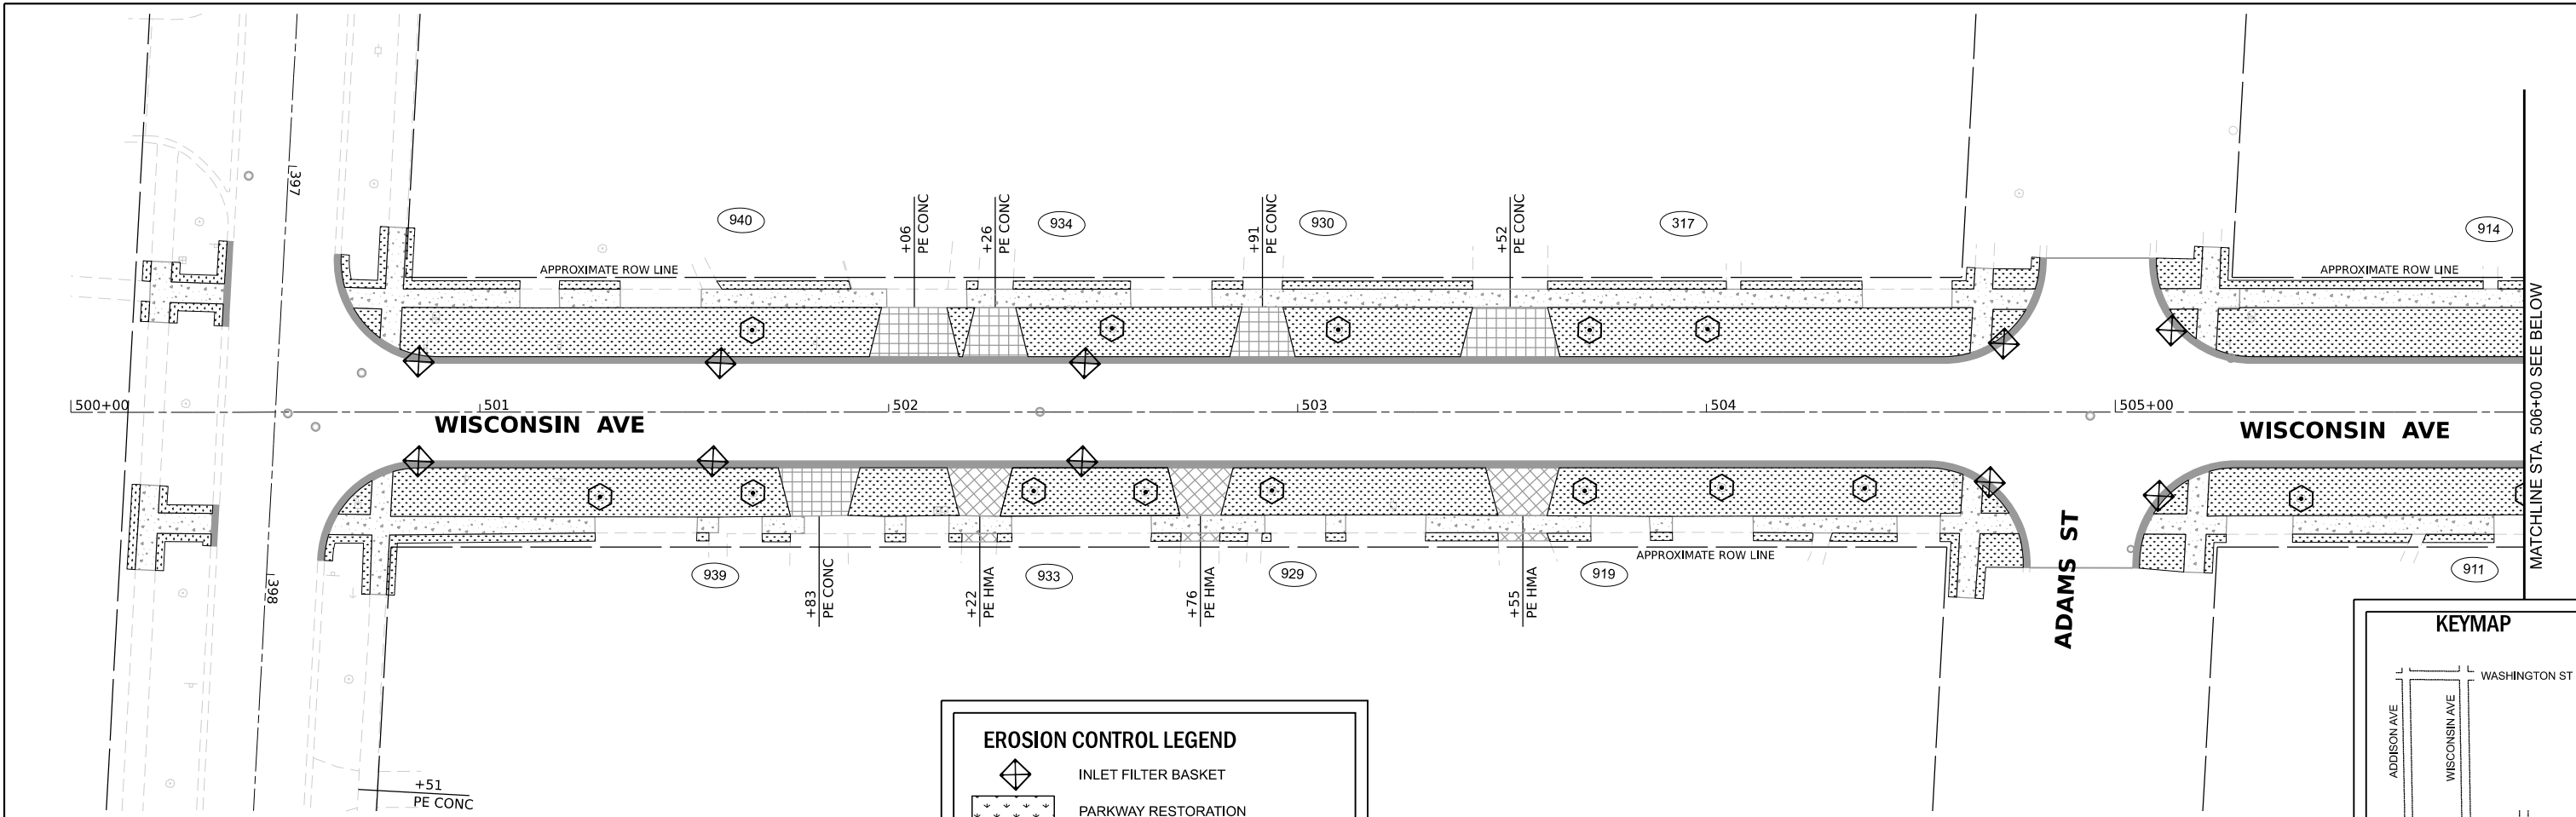 397
940
+06
PE CONC
+26
PE CONC
934
+91
PE CONC
930
+52
PE CONC
317
914
APPROXIMATE ROW LINE
APPROXIMATE ROW LINE
500+00
501
502
503
504
505+00
WISCONSIN AVE
WISCONSIN AVE
MATCHLINE STA. 506+00 SEE BELOW
398
939
+83
PE CONC
+22
PE HMA
933
+76
PE HMA
929
+55
PE HMA
919
APPROXIMATE ROW LINE
ADAMS ST
911
+51
PE CONC
EROSION CONTROL LEGEND
INLET FILTER BASKET
PARKWAY RESTORATION
KEYMAP
WASHINGTON ST
ADDISON AVE
WISCONSIN AVE